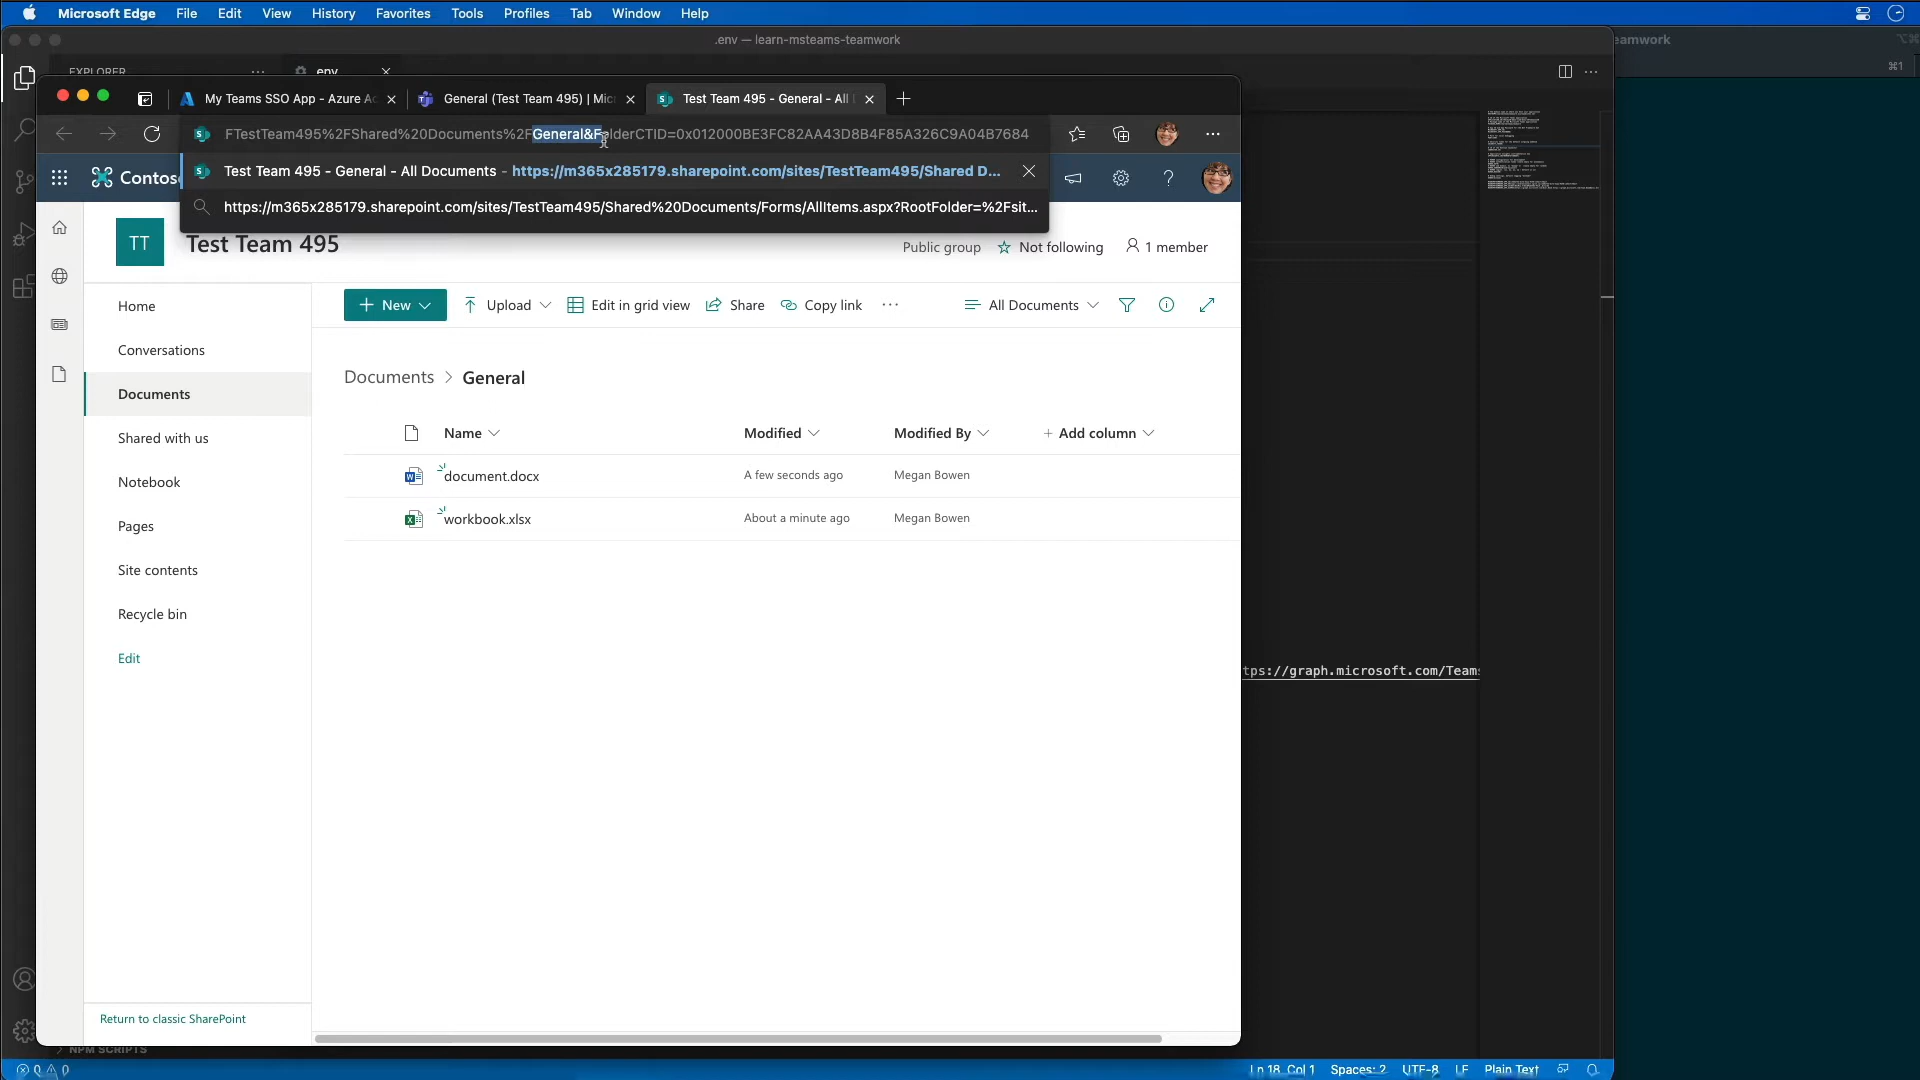 Microsoft Edge File Edit View History Favorites Tools Profiles Tab Window Help
.env — learn-msteams-teamwork
eamwork
EXPLORER
.env
⌘1
My Teams SSO App - Azure Ac
General (Test Team 495) | Mic
Test Team 495 - General - All
FTestTeam495%2FShared%20Documents%2FGeneral&FolderCTID=0x012000BE3FC82AA43D8B4F85A326C9A04B7684
Test Team 495 - General - All Documents - https://m365x285179.sharepoint.com/sites/TestTeam495/Shared D...
Contos
https://m365x285179.sharepoint.com/sites/TestTeam495/Shared%20Documents/Forms/AllItems.aspx?RootFolder=%2Fsit...
TT
Test Team 495
Public group
Not following
1 member
New
Upload
Edit in grid view
Share
Copy link
All Documents
Home
Conversations
Documents
Shared with us
Notebook
Pages
Site contents
Recycle bin
Edit
Documents > General
Name
Modified
Modified By
+ Add column
document.docx
A few seconds ago
Megan Bowen
workbook.xlsx
About a minute ago
Megan Bowen
tps://graph.microsoft.com/Teams
Return to classic SharePoint
NPM SCRIPTS
0 0
Ln 18, Col 1 Spaces: 2 UTF-8 LF Plain Text